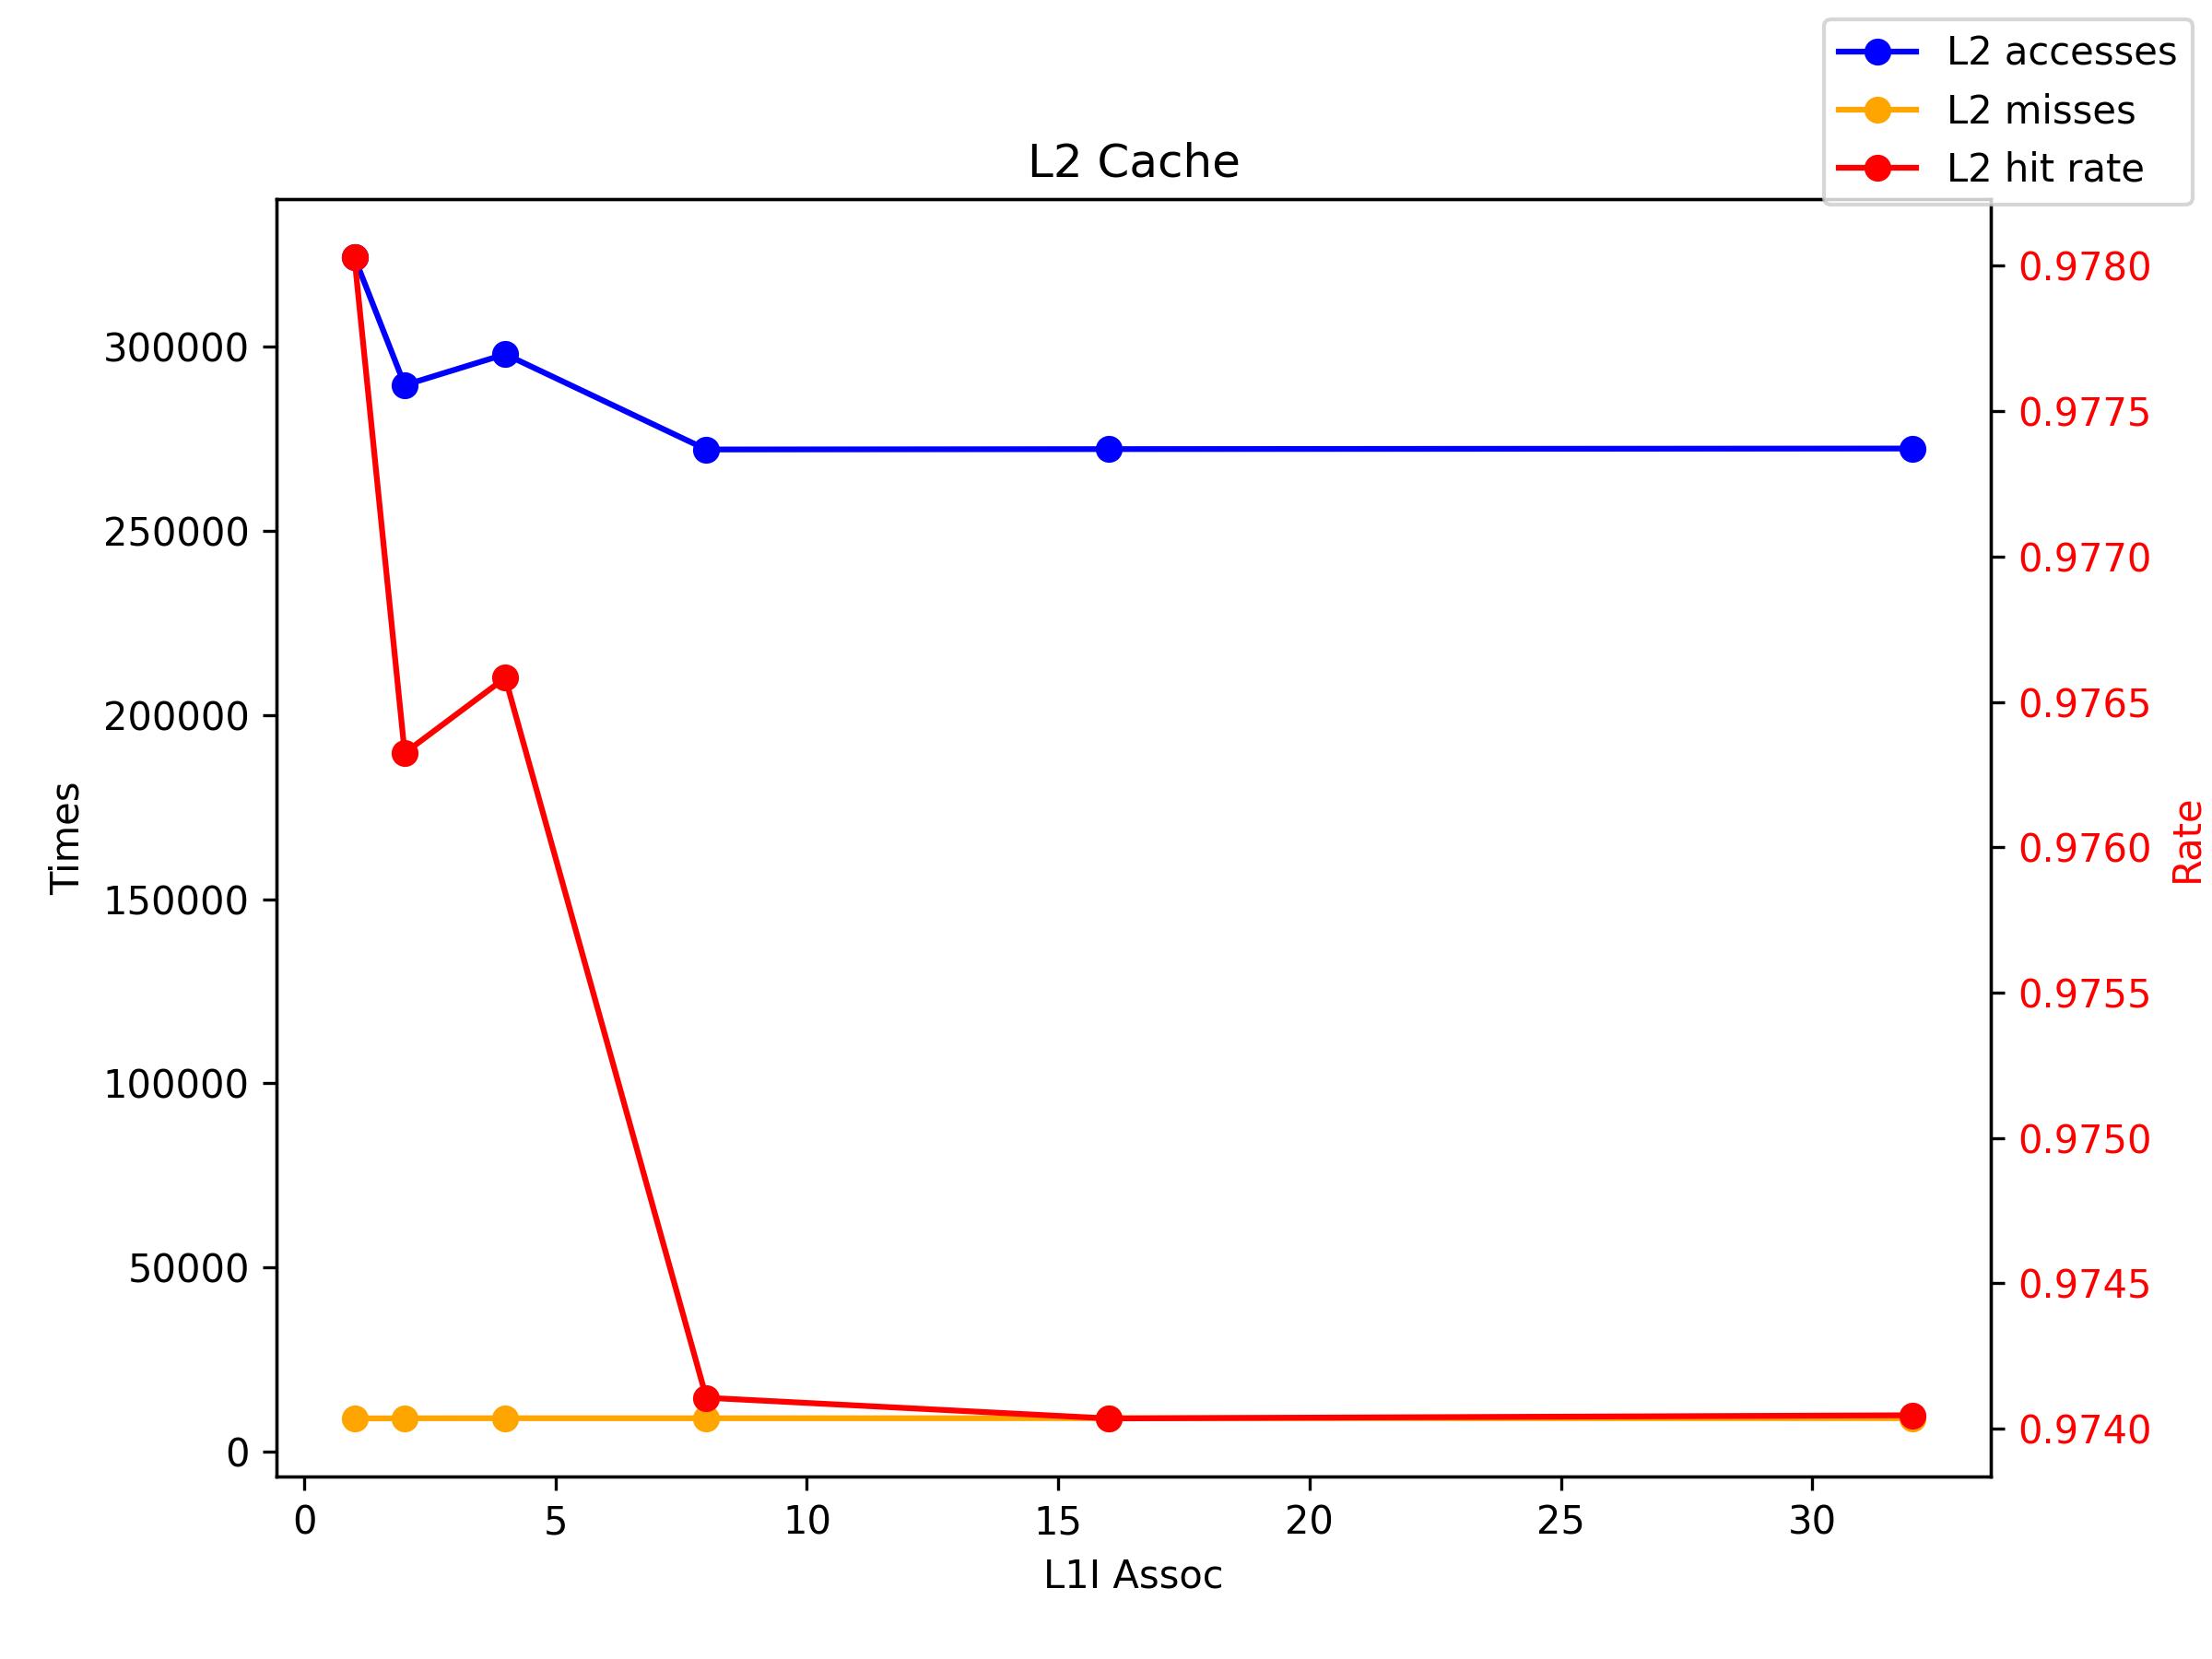 L2 accesses
L2 misses
L2 hit rate
L2 Cache
300000
250000
200000
150000
100000
50000
0
Times
0.9780
0.9775
0.9770
0.9765
0.9760
0.9755
0.9750
0.9745
0.9740
Rate
0 5 10 15 20 25 30
L1I Assoc